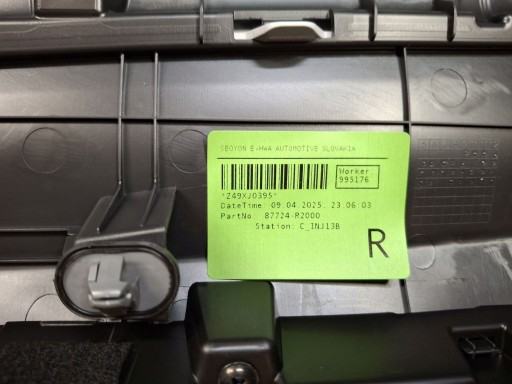 SEOYON E-HWA AUTOMOTIVE SLOVAKIA
Worker
995176
*Z49XJ0395*
DateTime 09.04.2025. 23:06:03
PartNo. 87724-R2000
Station: C_INJ13B
R